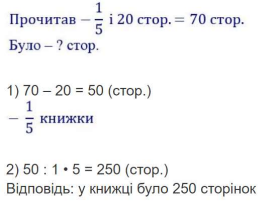 Прочитав – 1/5 і 20 стор. = 70 стор.
Було – ? стор.
1) 70 – 20 = 50 (стор.)
– 1/5 книжки
2) 50 : 1 • 5 = 250 (стор.)
Відповідь: у книжці було 250 сторінок